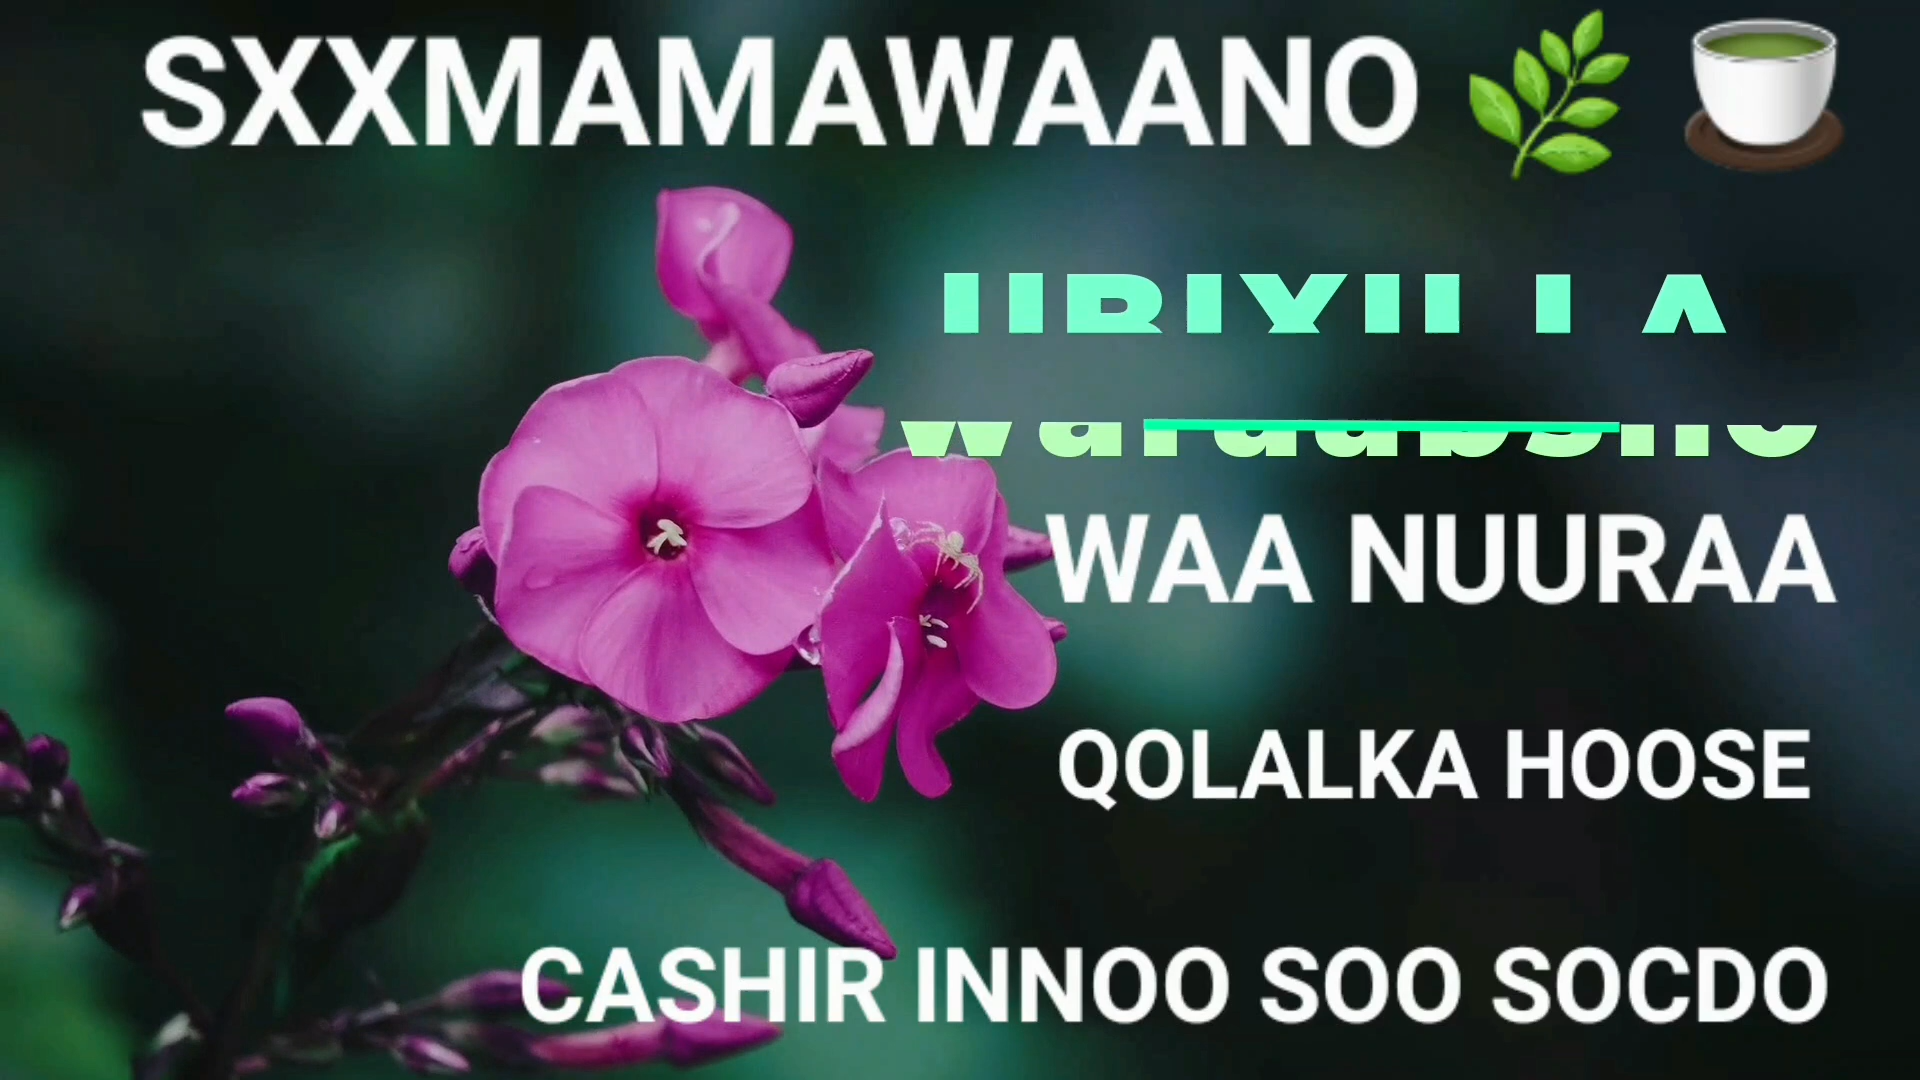 SXXMAMAWAANO
WAA NUURAA
QOLALKA HOOSE
CASHIR INNOO SOO SOCDO